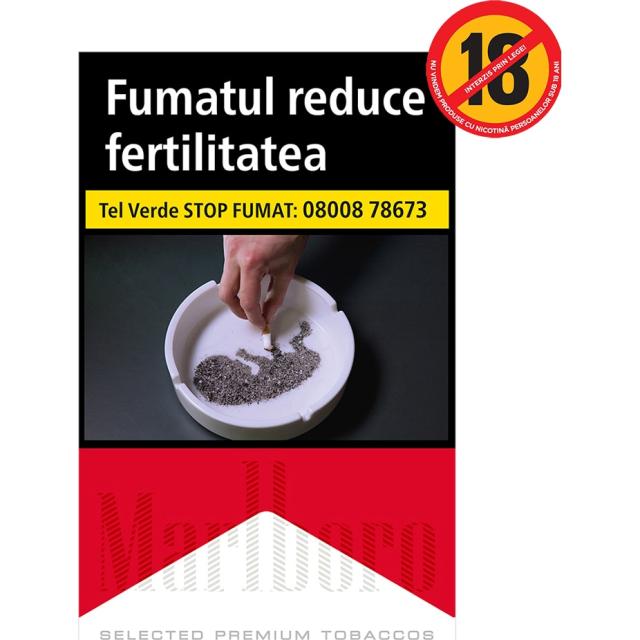 18
INTERZIS PRIN LEGE!
NU VINDEM PRODUSE CU NICOTINĂ PERSOANELOR SUB 18 ANI
Fumatul reduce
fertilitatea
Tel Verde STOP FUMAT: 08008 78673
Marlboro
SELECTED PREMIUM TOBACCOS